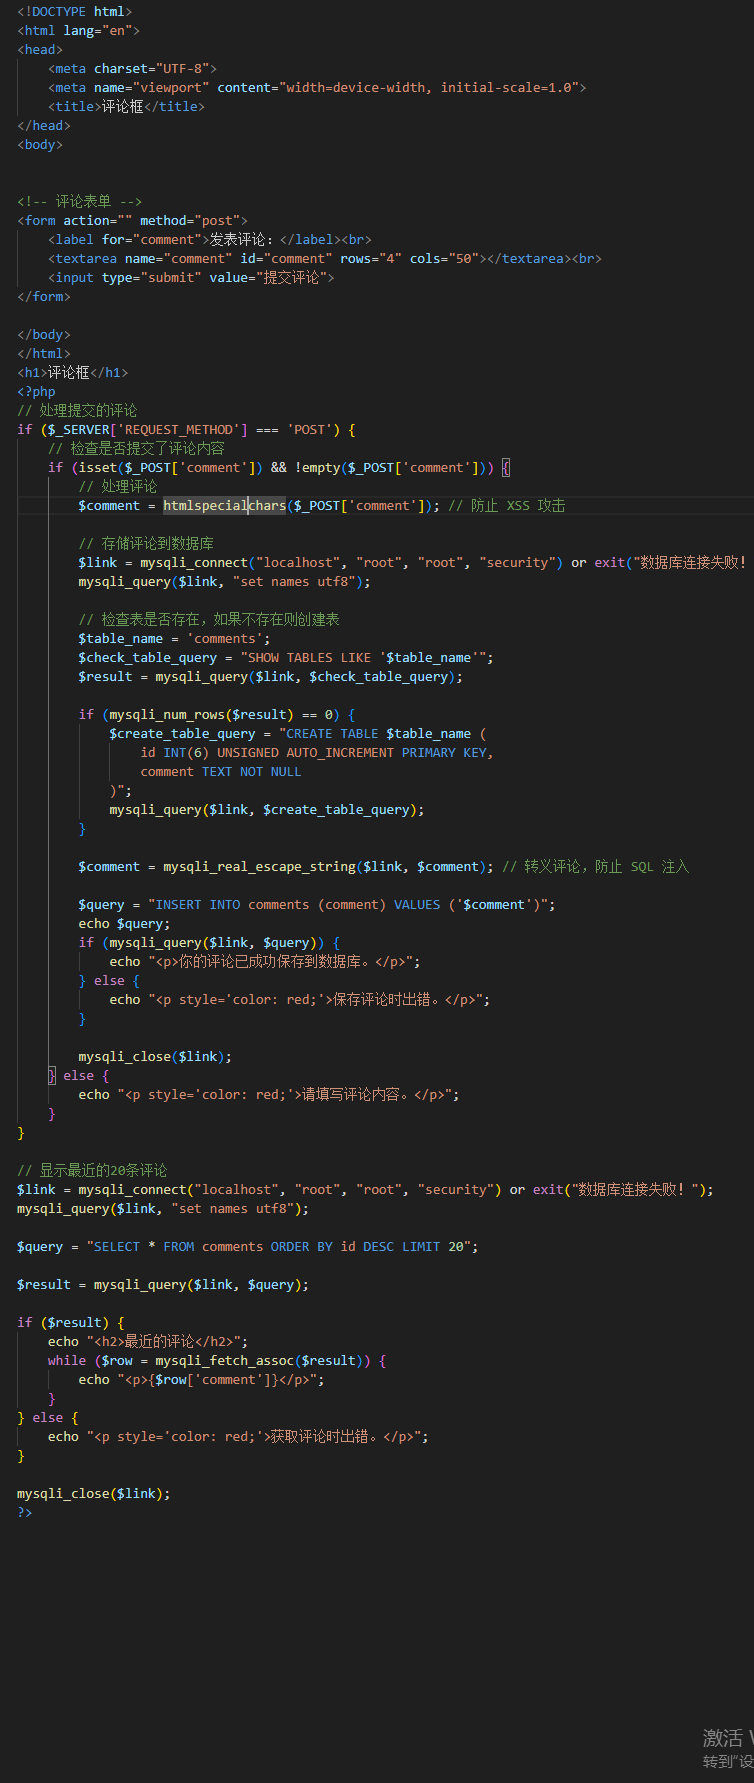 <!DOCTYPE html>
<html lang="en">
<head>
    <meta charset="UTF-8">
    <meta name="viewport" content="width=device-width, initial-scale=1.0">
    <title>评论框</title>
</head>
<body>
<!-- 评论表单 -->
<form action="" method="post">
    <label for="comment">发表评论：</label><br>
    <textarea name="comment" id="comment" rows="4" cols="50"></textarea><br>
    <input type="submit" value="提交评论">
</form>
</body>
</html>
<h1>评论框</h1>
<?php
// 处理提交的评论
if ($_SERVER['REQUEST_METHOD'] === 'POST') {
    // 检查是否提交了评论内容
    if (isset($_POST['comment']) && !empty($_POST['comment'])) {
        // 处理评论
        $comment = htmlspecialchars($_POST['comment']); // 防止 XSS 攻击
        // 存储评论到数据库
        $link = mysqli_connect("localhost", "root", "root", "security") or exit("数据库连接失败！
        mysqli_query($link, "set names utf8");
        // 检查表是否存在，如果不存在则创建表
        $table_name = 'comments';
        $check_table_query = "SHOW TABLES LIKE '$table_name'";
        $result = mysqli_query($link, $check_table_query);
        if (mysqli_num_rows($result) == 0) {
            $create_table_query = "CREATE TABLE $table_name (
                id INT(6) UNSIGNED AUTO_INCREMENT PRIMARY KEY,
                comment TEXT NOT NULL
            )";
            mysqli_query($link, $create_table_query);
        }
        $comment = mysqli_real_escape_string($link, $comment); // 转义评论，防止 SQL 注入
        $query = "INSERT INTO comments (comment) VALUES ('$comment')";
        echo $query;
        if (mysqli_query($link, $query)) {
            echo "<p>你的评论已成功保存到数据库。</p>";
        } else {
            echo "<p style='color: red;'>保存评论时出错。</p>";
        }
        mysqli_close($link);
    } else {
        echo "<p style='color: red;'>请填写评论内容。</p>";
    }
}
// 显示最近的20条评论
$link = mysqli_connect("localhost", "root", "root", "security") or exit("数据库连接失败！");
mysqli_query($link, "set names utf8");
$query = "SELECT * FROM comments ORDER BY id DESC LIMIT 20";
$result = mysqli_query($link, $query);
if ($result) {
    echo "<h2>最近的评论</h2>";
    while ($row = mysqli_fetch_assoc($result)) {
        echo "<p>{$row['comment']}</p>";
    }
} else {
    echo "<p style='color: red;'>获取评论时出错。</p>";
}
mysqli_close($link);
?>
激活
转到"设